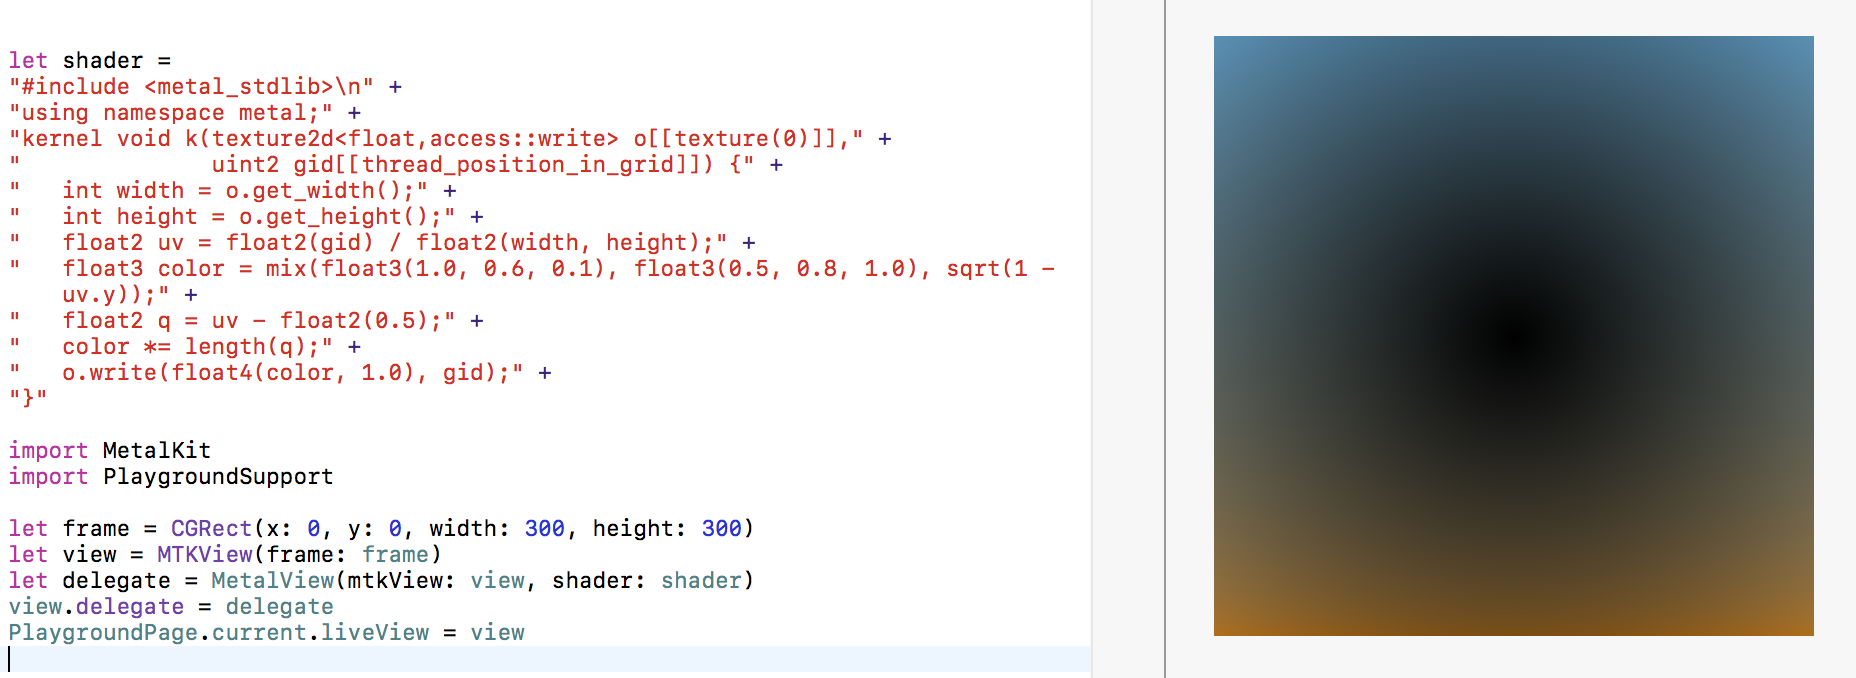 let shader =
"#include <metal_stdlib>\n" +
"using namespace metal;" +
"kernel void k(texture2d<float,access::write> o[[texture(0)]]," +
"              uint2 gid[[thread_position_in_grid]]) {" +
"   int width = o.get_width();" +
"   int height = o.get_height();" +
"   float2 uv = float2(gid) / float2(width, height);" +
"   float3 color = mix(float3(1.0, 0.6, 0.1), float3(0.5, 0.8, 1.0), sqrt(1 -
    uv.y));" +
"   float2 q = uv - float2(0.5);" +
"   color *= length(q);" +
"   o.write(float4(color, 1.0), gid);" +
"}"
import MetalKit
import PlaygroundSupport
let frame = CGRect(x: 0, y: 0, width: 300, height: 300)
let view = MTKView(frame: frame)
let delegate = MetalView(mtkView: view, shader: shader)
view.delegate = delegate
PlaygroundPage.current.liveView = view